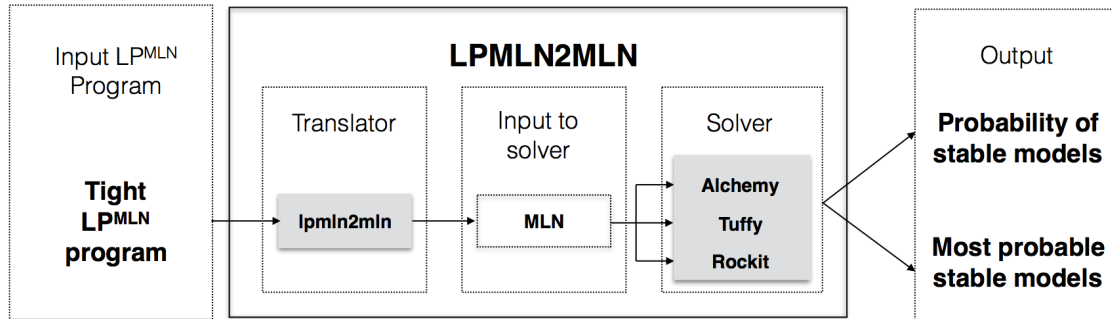 Input LPMLN
Program
Tight
LPMLN
program
LPMLN2MLN
Translator
lpmln2mln
Input to
solver
MLN
Solver
Alchemy
Tuffy
Rockit
Output
Probability of
stable models
Most probable
stable models